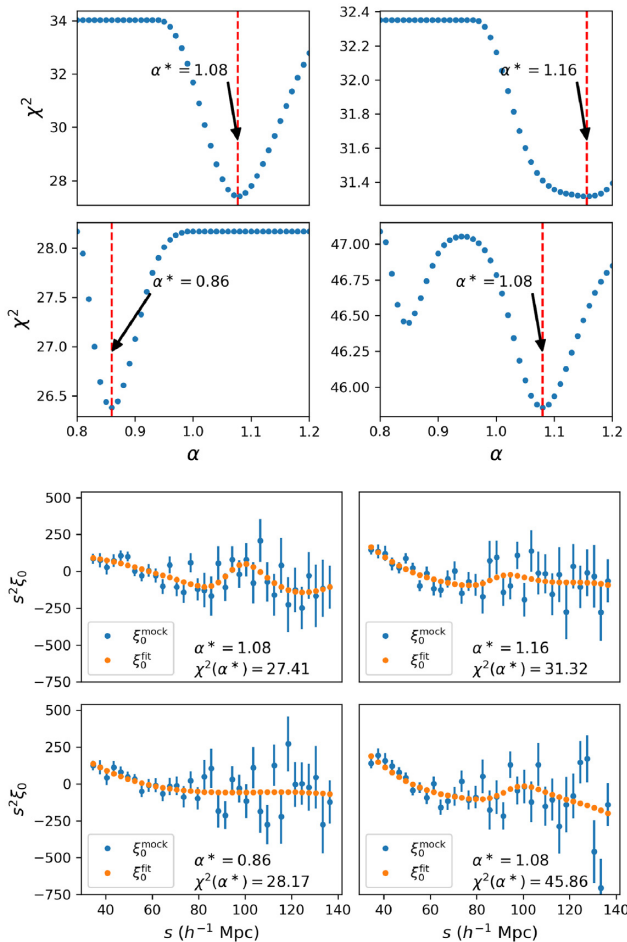 34
32
30
28
χ²
α* = 1.08
32.4
32.2
32.0
31.8
31.6
31.4
α* = 1.16
28.0
27.5
27.0
26.5
χ²
α* = 0.86
0.8 0.9 1.0 1.1 1.2
α
47.00
46.75
46.50
46.25
46.00
α* = 1.08
0.8 0.9 1.0 1.1 1.2
α
500
250
0
−250
−500
−750
s²ξ₀
ξ₀^mock
ξ₀^fit
α* = 1.08
χ²(α*) = 27.41
ξ₀^mock
ξ₀^fit
α* = 1.16
χ²(α*) = 31.32
500
250
0
−250
−500
−750
s²ξ₀
ξ₀^mock
ξ₀^fit
α* = 0.86
χ²(α*) = 28.17
40 60 80 100 120 140
s (h⁻¹ Mpc)
ξ₀^mock
ξ₀^fit
α* = 1.08
χ²(α*) = 45.86
40 60 80 100 120 140
s (h⁻¹ Mpc)